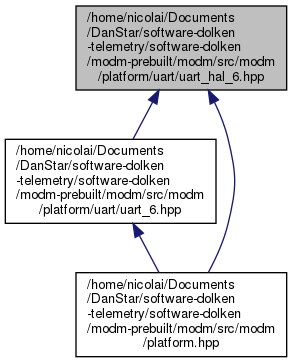 /home/nicolai/Documents
/DanStar/software-dolken
-telemetry/software-dolken
/modm-prebuilt/modm/src/modm
/platform/uart/uart_hal_6.hpp
/home/nicolai/Documents
/DanStar/software-dolken
-telemetry/software-dolken
/modm-prebuilt/modm/src/modm
/platform/uart/uart_6.hpp
/home/nicolai/Documents
/DanStar/software-dolken
-telemetry/software-dolken
/modm-prebuilt/modm/src/modm
/platform.hpp